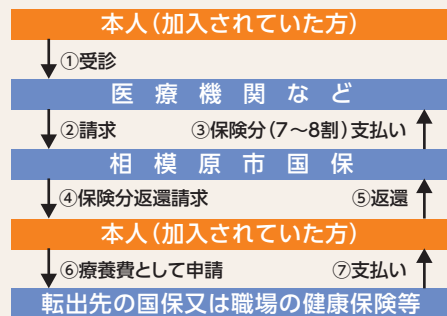 本人(加入されていた方)
①受診
医療機関など
②請求 ③保険分(7〜8割)支払い
相模原市国保
④保険分返還請求 ⑤返還
本人(加入されていた方)
⑥療養費として申請 ⑦支払い
転出先の国保又は職場の健康保険等